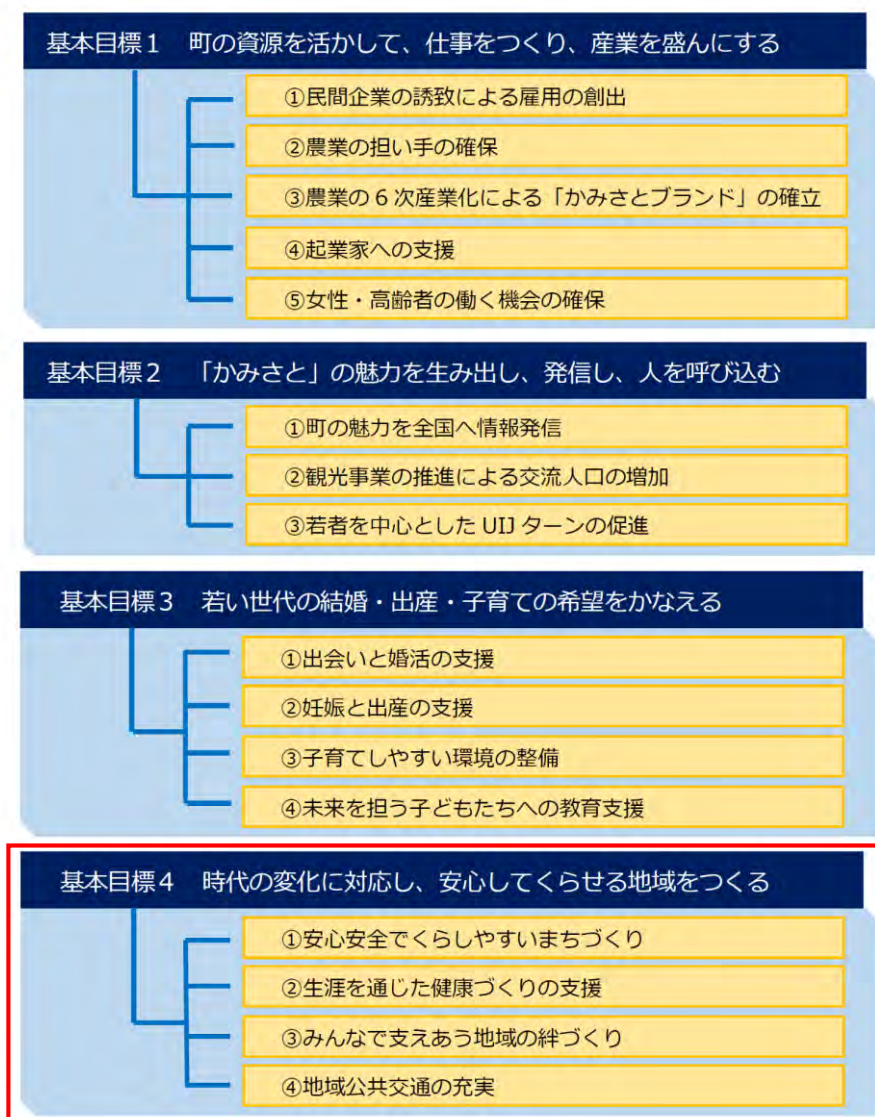 基本目標1　町の資源を活かして、仕事をつくり、産業を盛んにする
①民間企業の誘致による雇用の創出
②農業の担い手の確保
③農業の6次産業化による「かみさとブランド」の確立
④起業家への支援
⑤女性・高齢者の働く機会の確保
基本目標2　「かみさと」の魅力を生み出し、発信し、人を呼び込む
①町の魅力を全国へ情報発信
②観光事業の推進による交流人口の増加
③若者を中心としたUIJターンの促進
基本目標3　若い世代の結婚・出産・子育ての希望をかなえる
①出会いと婚活の支援
②妊娠と出産の支援
③子育てしやすい環境の整備
④未来を担う子どもたちへの教育支援
基本目標4　時代の変化に対応し、安心してくらせる地域をつくる
①安心安全でくらしやすいまちづくり
②生涯を通じた健康づくりの支援
③みんなで支えあう地域の絆づくり
④地域公共交通の充実